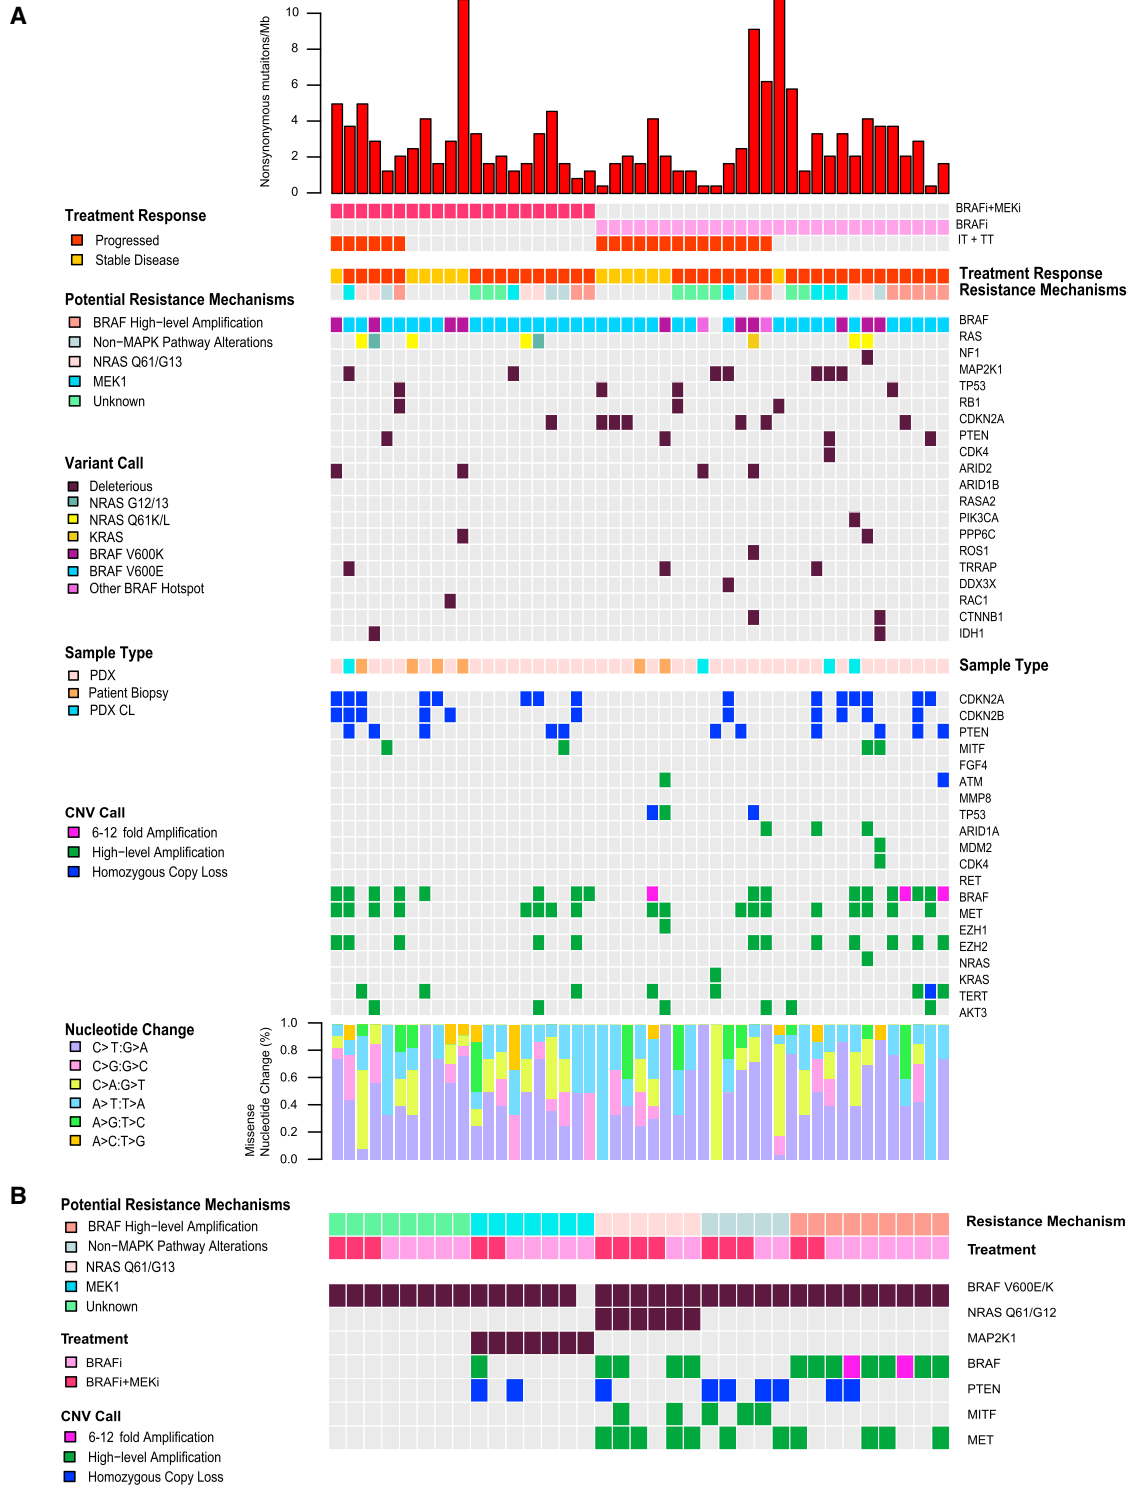 A
Nonsynonymous mutaitons/Mb
10
8
6
4
2
0
BRAFi+MEKi
BRAFi
IT + TT
Treatment Response
Progressed
Stable Disease
Treatment Response
Resistance Mechanisms
Potential Resistance Mechanisms
BRAF High-level Amplification
Non-MAPK Pathway Alterations
NRAS Q61/G13
MEK1
Unknown
BRAF
RAS
NF1
MAP2K1
TP53
RB1
CDKN2A
PTEN
CDK4
ARID2
ARID1B
RASA2
PIK3CA
PPP6C
ROS1
TRRAP
DDX3X
RAC1
CTNNB1
IDH1
Variant Call
Deleterious
NRAS G12/13
NRAS Q61K/L
KRAS
BRAF V600K
BRAF V600E
Other BRAF Hotspot
Sample Type
PDX
Patient Biopsy
PDX CL
Sample Type
CDKN2A
CDKN2B
PTEN
MITF
FGF4
ATM
MMP8
TP53
ARID1A
MDM2
CDK4
RET
BRAF
MET
EZH1
EZH2
NRAS
KRAS
TERT
AKT3
CNV Call
6-12 fold Amplification
High-level Amplification
Homozygous Copy Loss
Nucleotide Change
C>T:G>A
C>G:G>C
C>A:G>T
A>T:T>A
A>G:T>C
A>C:T>G
Missense
Nucleotide Change (%)
1.0
0.8
0.6
0.4
0.2
0.0
B
Potential Resistance Mechanisms
BRAF High-level Amplification
Non-MAPK Pathway Alterations
NRAS Q61/G13
MEK1
Unknown
Treatment
BRAFi
BRAFi+MEKi
CNV Call
6-12 fold Amplification
High-level Amplification
Homozygous Copy Loss
Resistance Mechanism
Treatment
BRAF V600E/K
NRAS Q61/G12
MAP2K1
BRAF
PTEN
MITF
MET